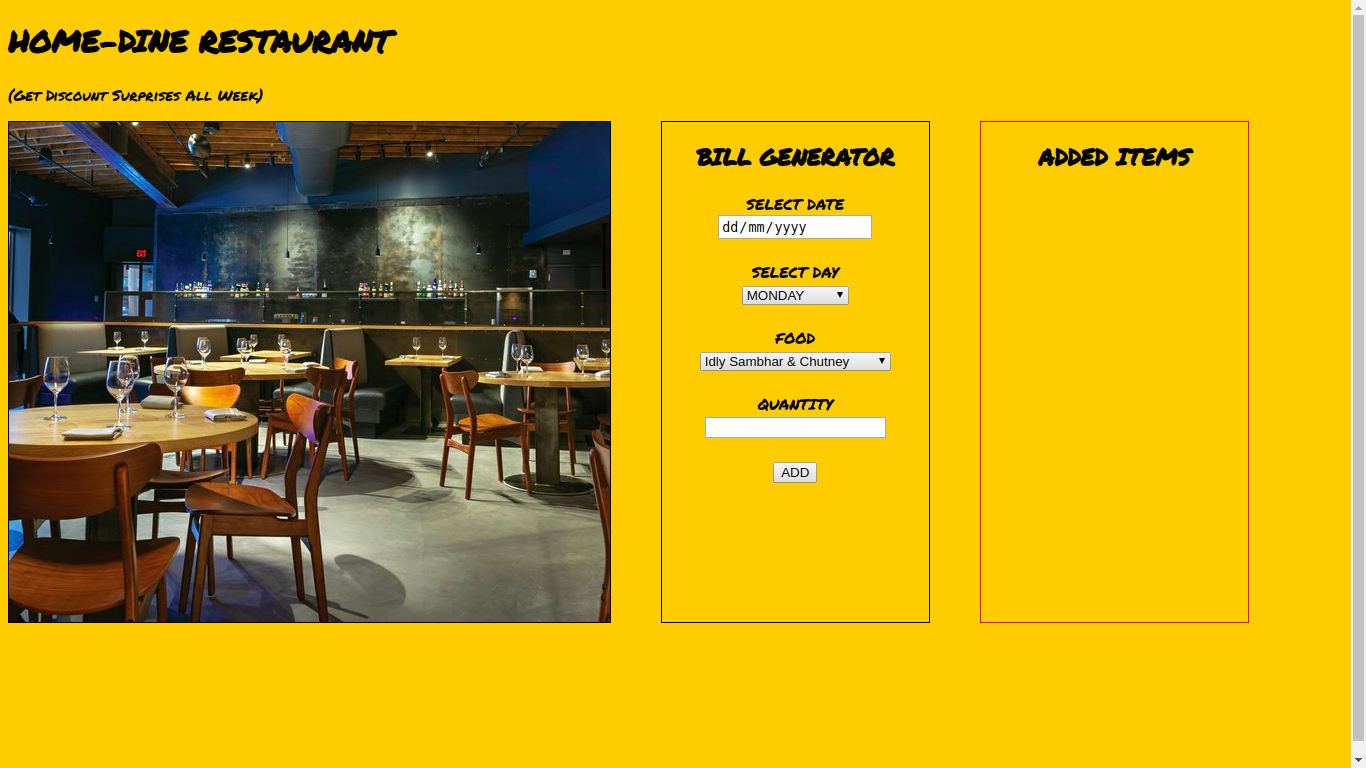 HOME-DINE RESTAURANT
(Get Discount Surprises All Week)
BILL GENERATOR
SELECT DATE
dd/mm/yyyy
SELECT DAY
MONDAY
FOOD
Idly Sambhar & Chutney
QUANTITY
ADD
ADDED ITEMS